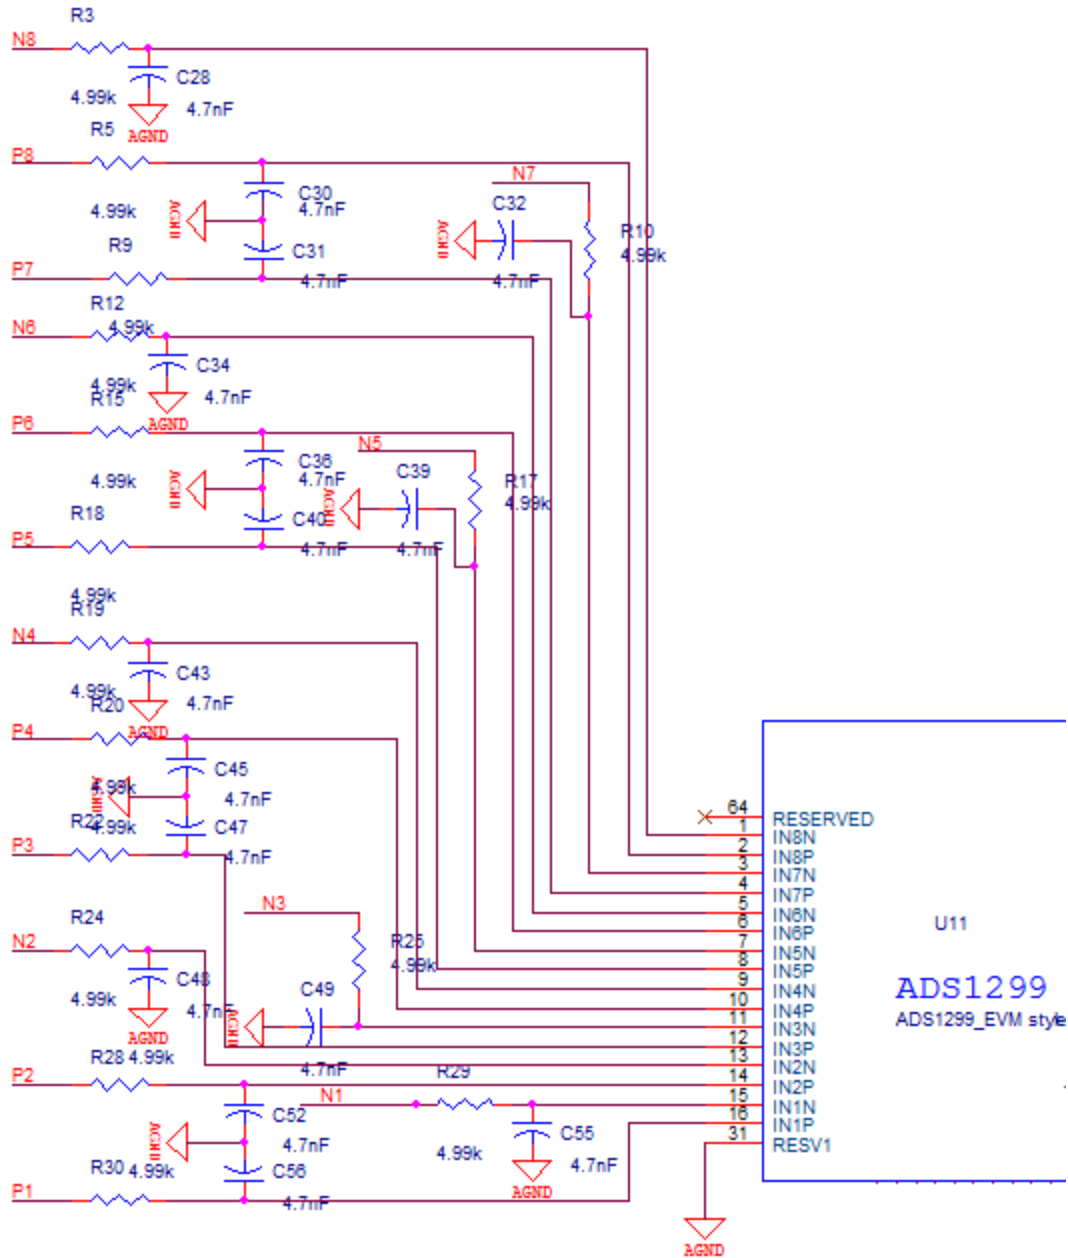 R3
N8
C28
4.99k
4.7nF
AGND
R5
P8
N7
C30
4.7nF
C32
4.99k
AGND
AGND
R10
4.99k
R9
C31
P7
4.7nF
4.7nF
R12
4.99k
N6
C34
4.99k
4.7nF
R15
AGND
P6
N5
C36
4.7nF
C39
R17
4.99k
4.99k
AGND
AGND
R18
C40
P5
4.7nF
4.7nF
4.99k
R19
N4
C43
4.99k
4.7nF
R20
AGND
P4
C45
4.99k
AGND
4.7nF
R22
4.99k
C47
P3
4.7nF
64
RESERVED
1
IN8N
2
IN8P
3
IN7N
4
IN7P
5
IN6N
6
IN6P
7
IN5N
8
IN5P
9
IN4N
10
IN4P
11
IN3N
12
IN3P
13
IN2N
14
IN2P
15
IN1N
16
IN1P
31
RESV1
U11
ADS1299
ADS1299_EVM style
N3
R24
R25
4.99k
N2
C48
C49
4.99k
4.7nF
AGND
AGND
4.7nF
R28
4.99k
R29
P2
N1
C52
C55
AGND
4.7nF
4.99k
4.7nF
R30
4.99k
C56
AGND
P1
4.7nF
AGND